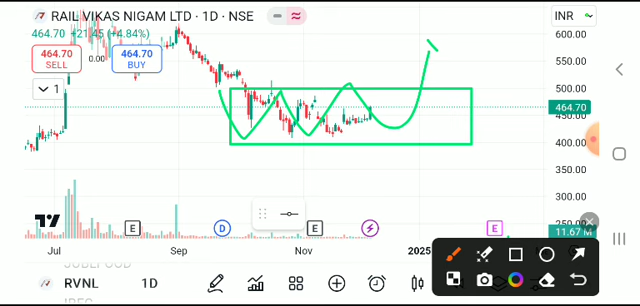 RAIL VIKAS NIGAM LTD · 1D · NSE
INR
464.70 +21.45 (+4.84%)
464.70
SELL
0.00
464.70
BUY
1
600.00
550.00
500.00
464.70
450.00
400.00
350.00
300.00
250.00
11.67 M
E
D
E
E
Jul
Sep
Nov
2025
RVNL
1D